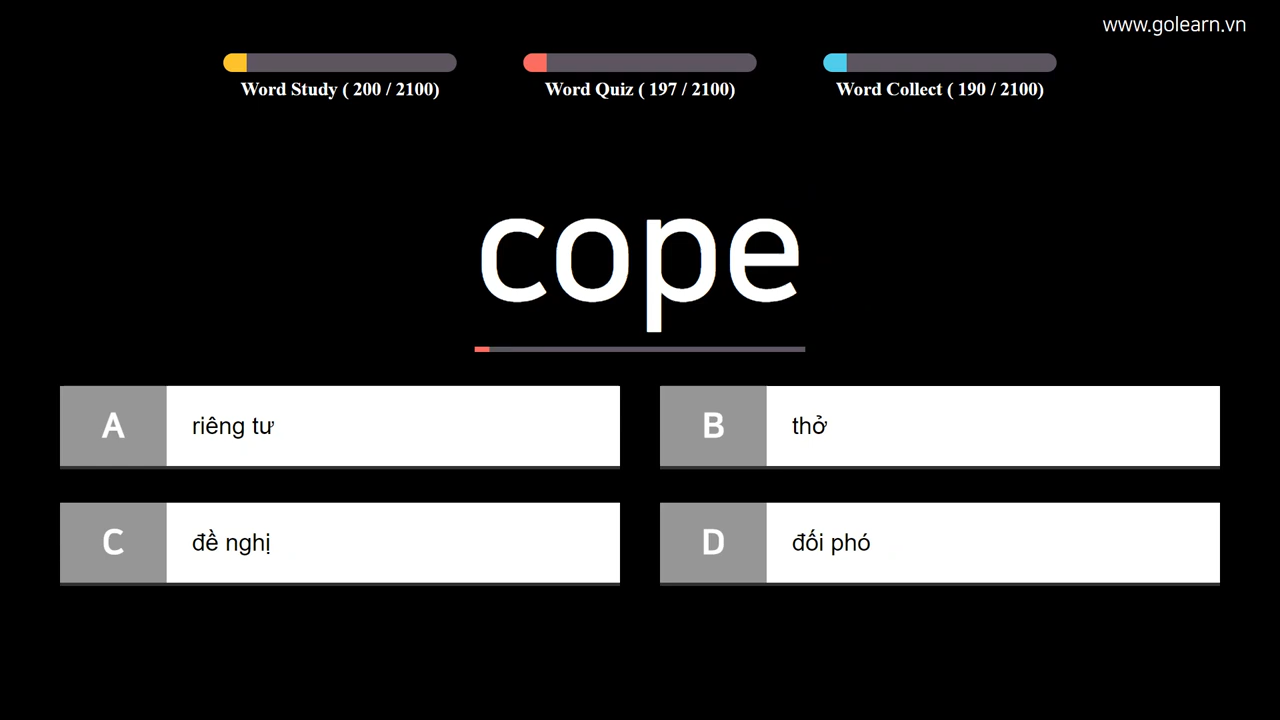 www.golearn.vn
Word Study ( 200 / 2100)
Word Quiz ( 197 / 2100)
Word Collect ( 190 / 2100)
cope
A riêng tư
B thở
C đề nghị
D đối phó